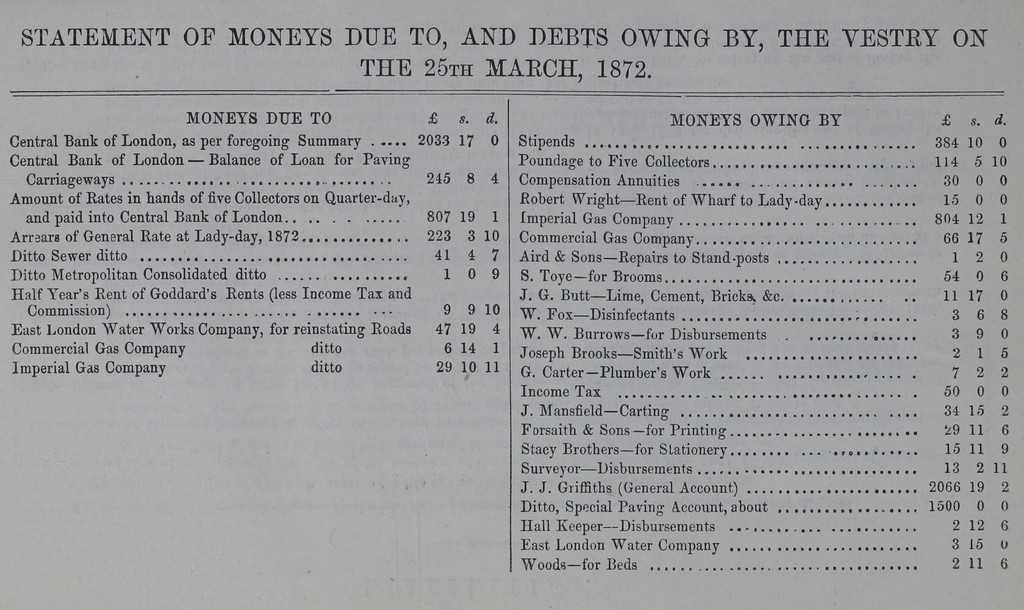 STATEMENT OF MONEYS DUE TO, AND DEBTS OWING BY, THE VESTRY ON
THE 25TH MARCH, 1872.
MONEYS DUE TO £ s. d.
Central Bank of London, as per foregoing Summary ..... 2033 17 0
Central Bank of London — Balance of Loan for Paving
Carriageways ........................ 245 8 4
Amount of Rates in hands of five Collectors on Quarter-day,
and paid into Central Bank of London............ 807 19 1
Arrears of General Rate at Lady-day, 1872............. 223 3 10
Ditto Sewer ditto ........................ 41 4 7
Ditto Metropolitan Consolidated ditto ................ 1 0 9
Half Year's Rent of Goddard's Rents (less Income Tax and
Commission) ........................ 9 9 10
East London Water Works Company, for reinstating Roads 47 19 4
Commercial Gas Company ditto 6 14 1
Imperial Gas Company ditto 29 10 11
MONEYS OWING BY £ s. d.
Stipends ........................ 384 10 0
Poundage to Five Collectors........................ 114 5 10
Compensation Annuities ........................ 30 0 0
Robert Wright—Rent of Wharf to Lady-day............. 15 0 0
Imperial Gas Company ........................ 804 12 1
Commercial Gas Company........................ 66 17 5
Aird & Sons—Repairs to Stand-posts .................. 1 2 0
S. Toye—for Brooms........................ 54 0 6
J. G. Butt—Lime, Cement, Bricks, &c. ................ 11 17 0
W. Fox—Disinfectants ........................ 3 6 8
W. W. Burrows—for Disbursements .................. 3 9 0
Joseph Brooks—Smith's Work ........................ 2 1 5
G. Carter—Plumber's Work ........................ 7 2 2
Income Tax ........................ 50 0 0
J. Mansfield—Carting ........................ 34 15 2
Forsaith & Sons—for Printing........................ 29 11 6
Stacy Brothers—for Stationery........................ 15 11 9
Surveyor—Disbursements ........................ 13 2 11
J. J. Griffiths (General Account) ..................... 2066 19 2
Ditto, Special Paving Account, about .................. 1500 0 0
Hall Keeper—Disbursements ........................ 2 12 6
East London Water Company ........................ 3 15 0
Woods—for Beds ........................ 2 11 6